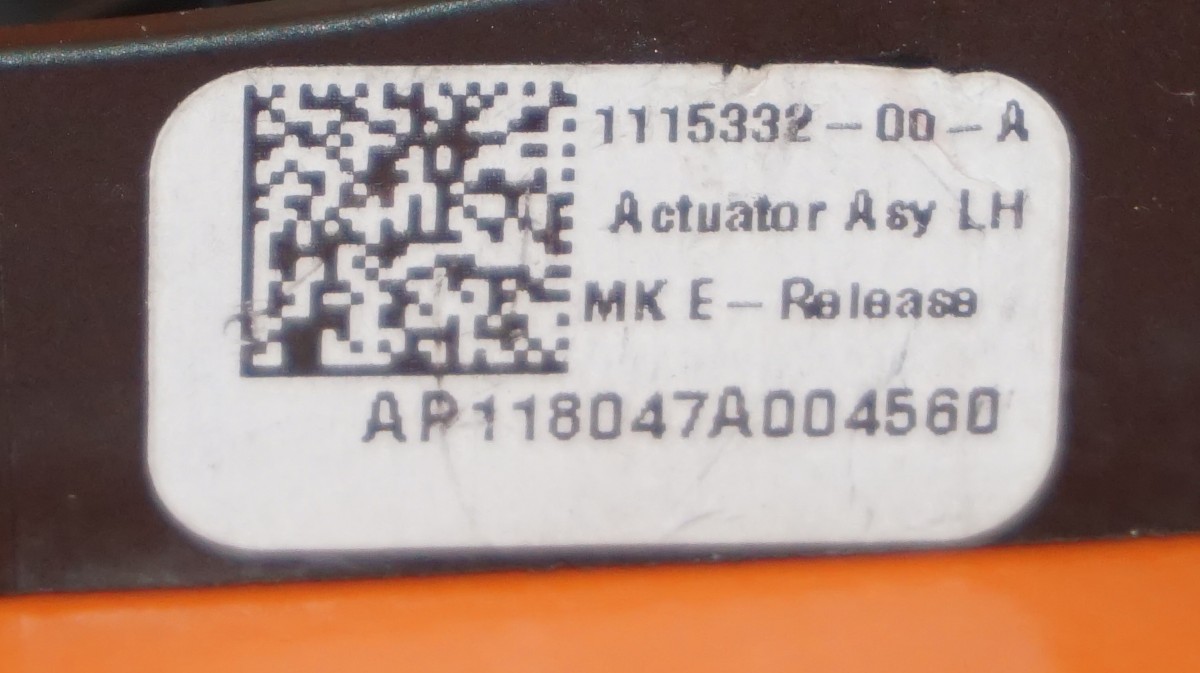 1115332-00-A
Actuator Asy LH
MK E-Release
AP118047A004560